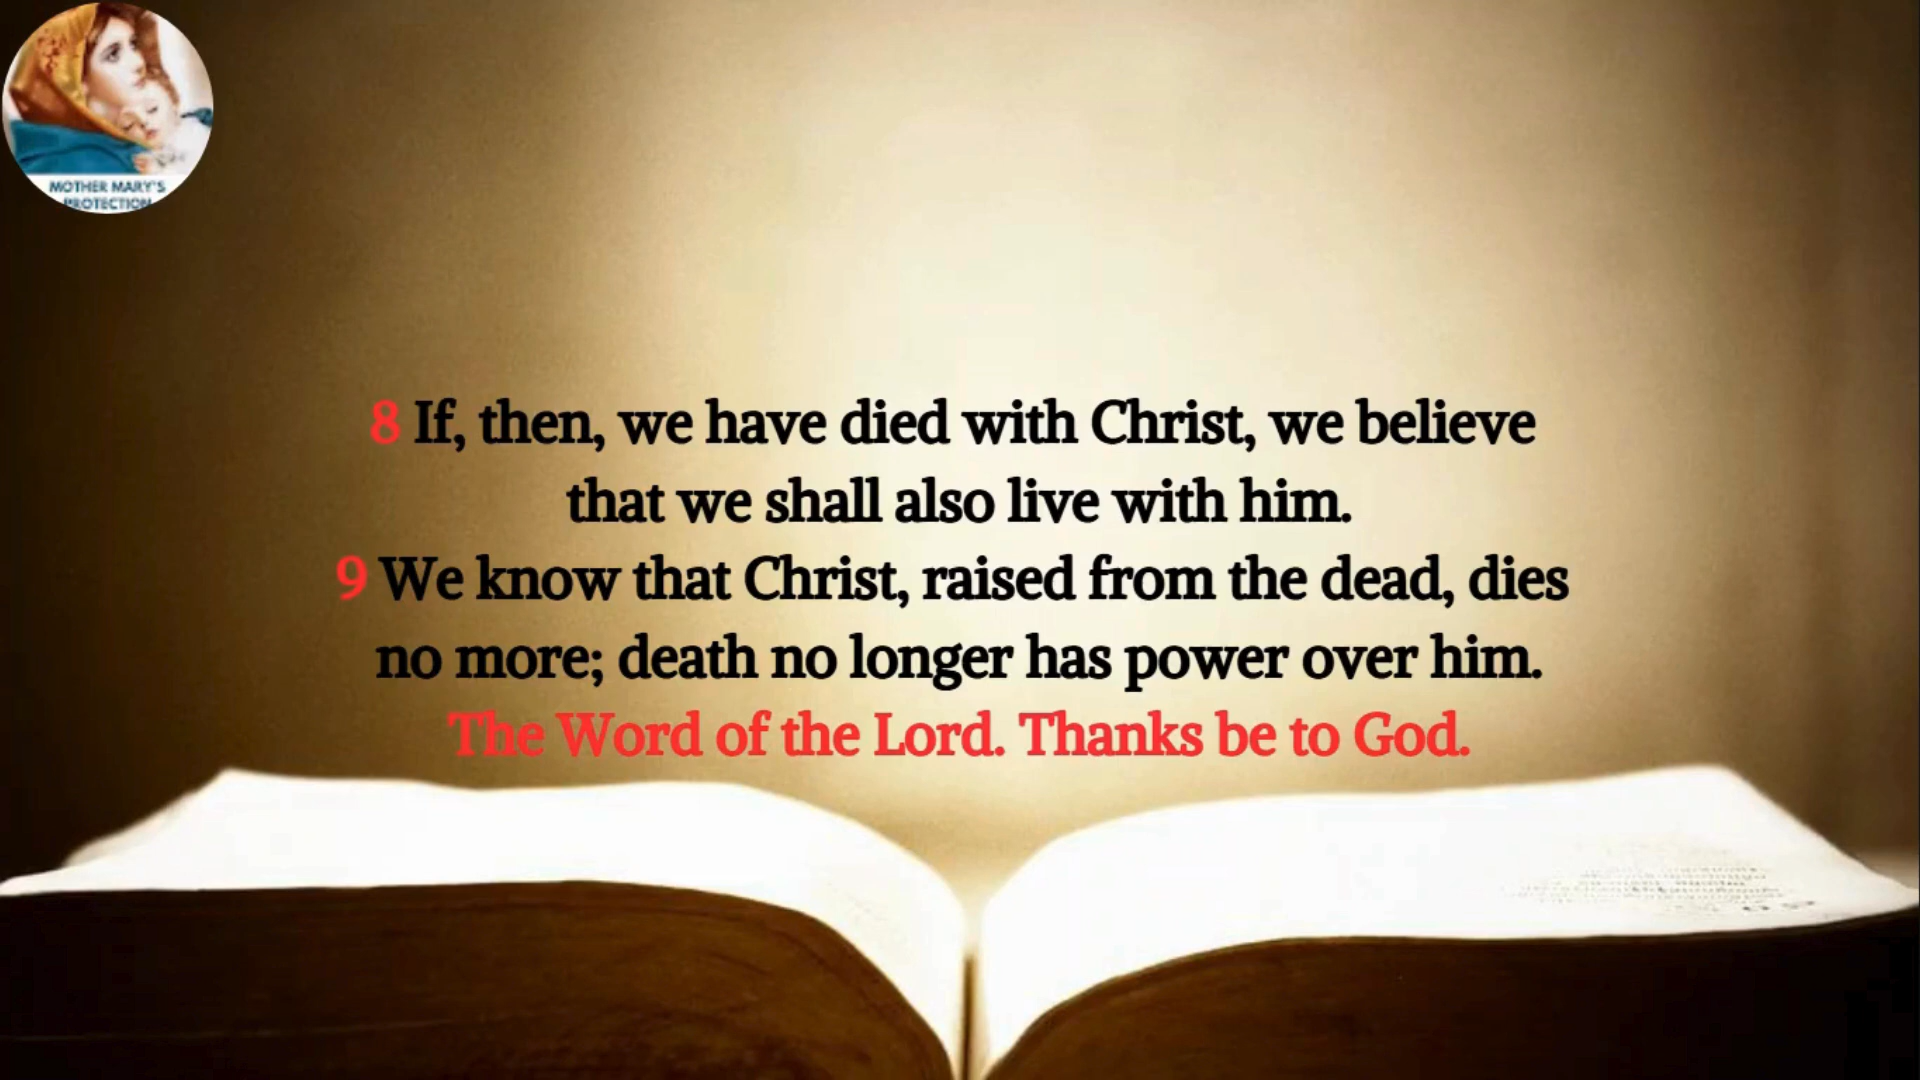 MOTHER MARY'S
PROTECTION
8 If, then, we have died with Christ, we believe
that we shall also live with him.
9 We know that Christ, raised from the dead, dies
no more; death no longer has power over him.
The Word of the Lord. Thanks be to God.